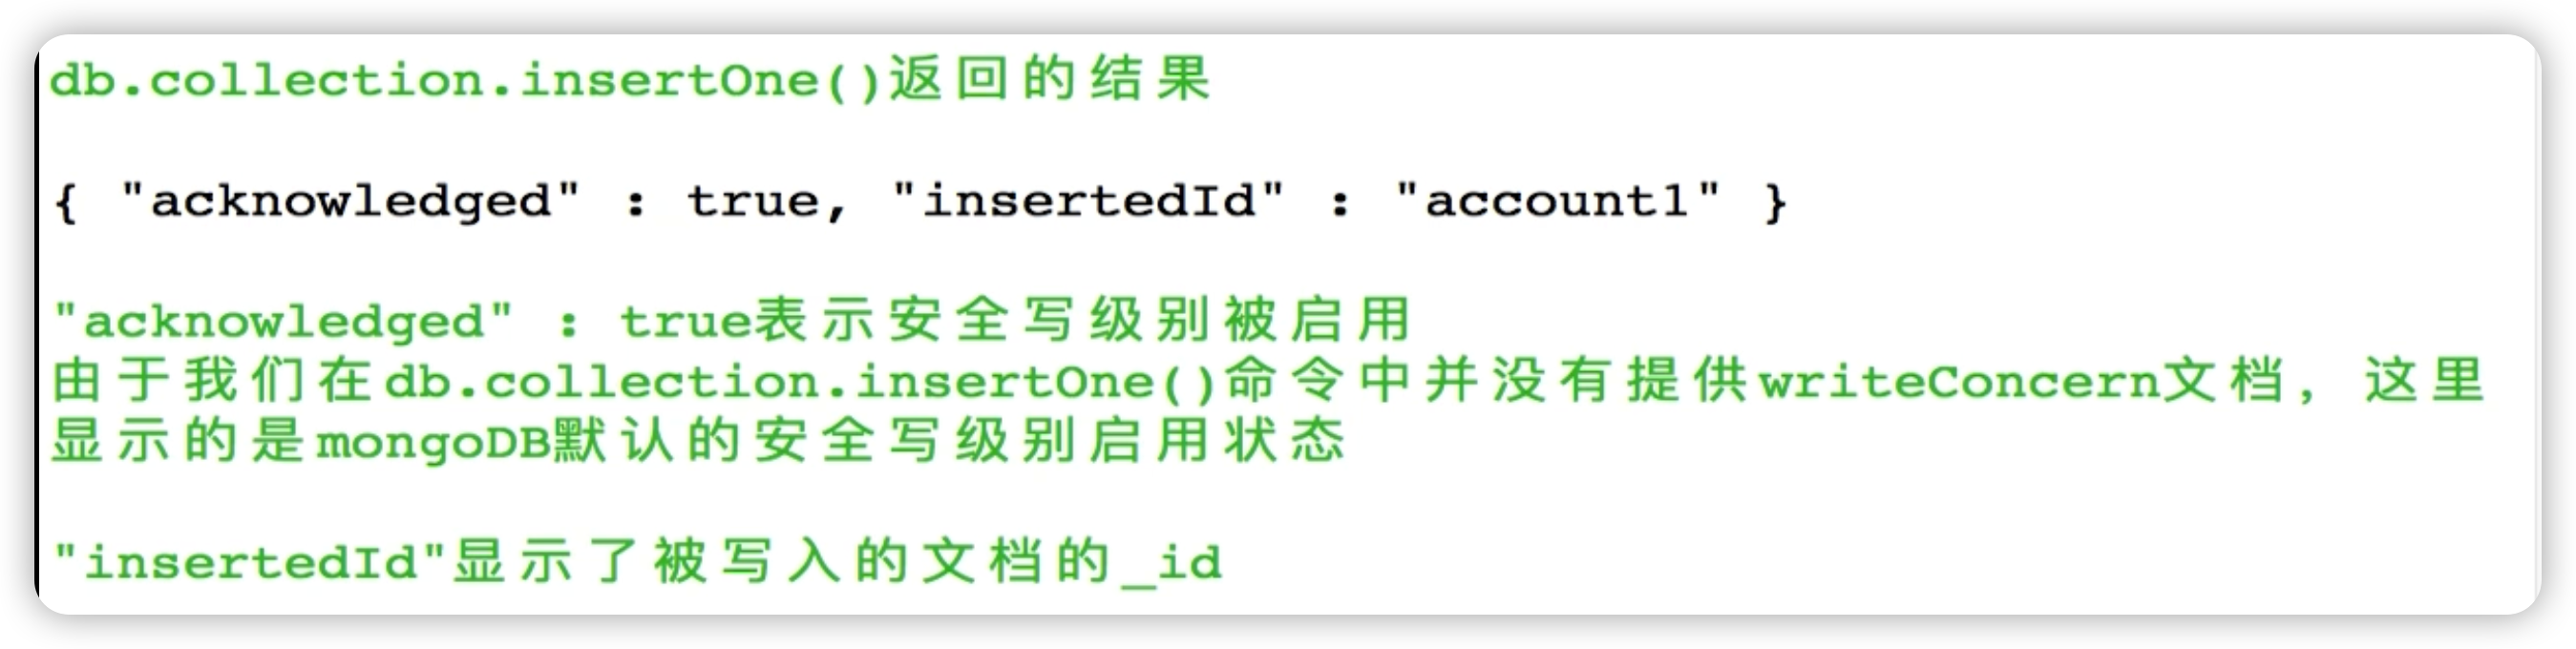 db.collection.insertOne()返回的结果
{ "acknowledged" : true, "insertedId" : "account1" }
"acknowledged" : true表示安全写级别被启用
由于我们在db.collection.insertOne()命令中并没有提供writeConcern文档，这里
显示的是mongoDB默认的安全写级别启用状态
"insertedId"显示了被写入的文档的_id